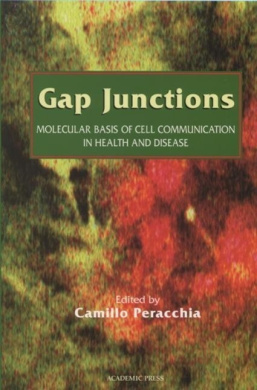 Gap Junctions
MOLECULAR BASIS OF CELL COMMUNICATION
IN HEALTH AND DISEASE
Edited by
Camillo Peracchia
ACADEMIC PRESS